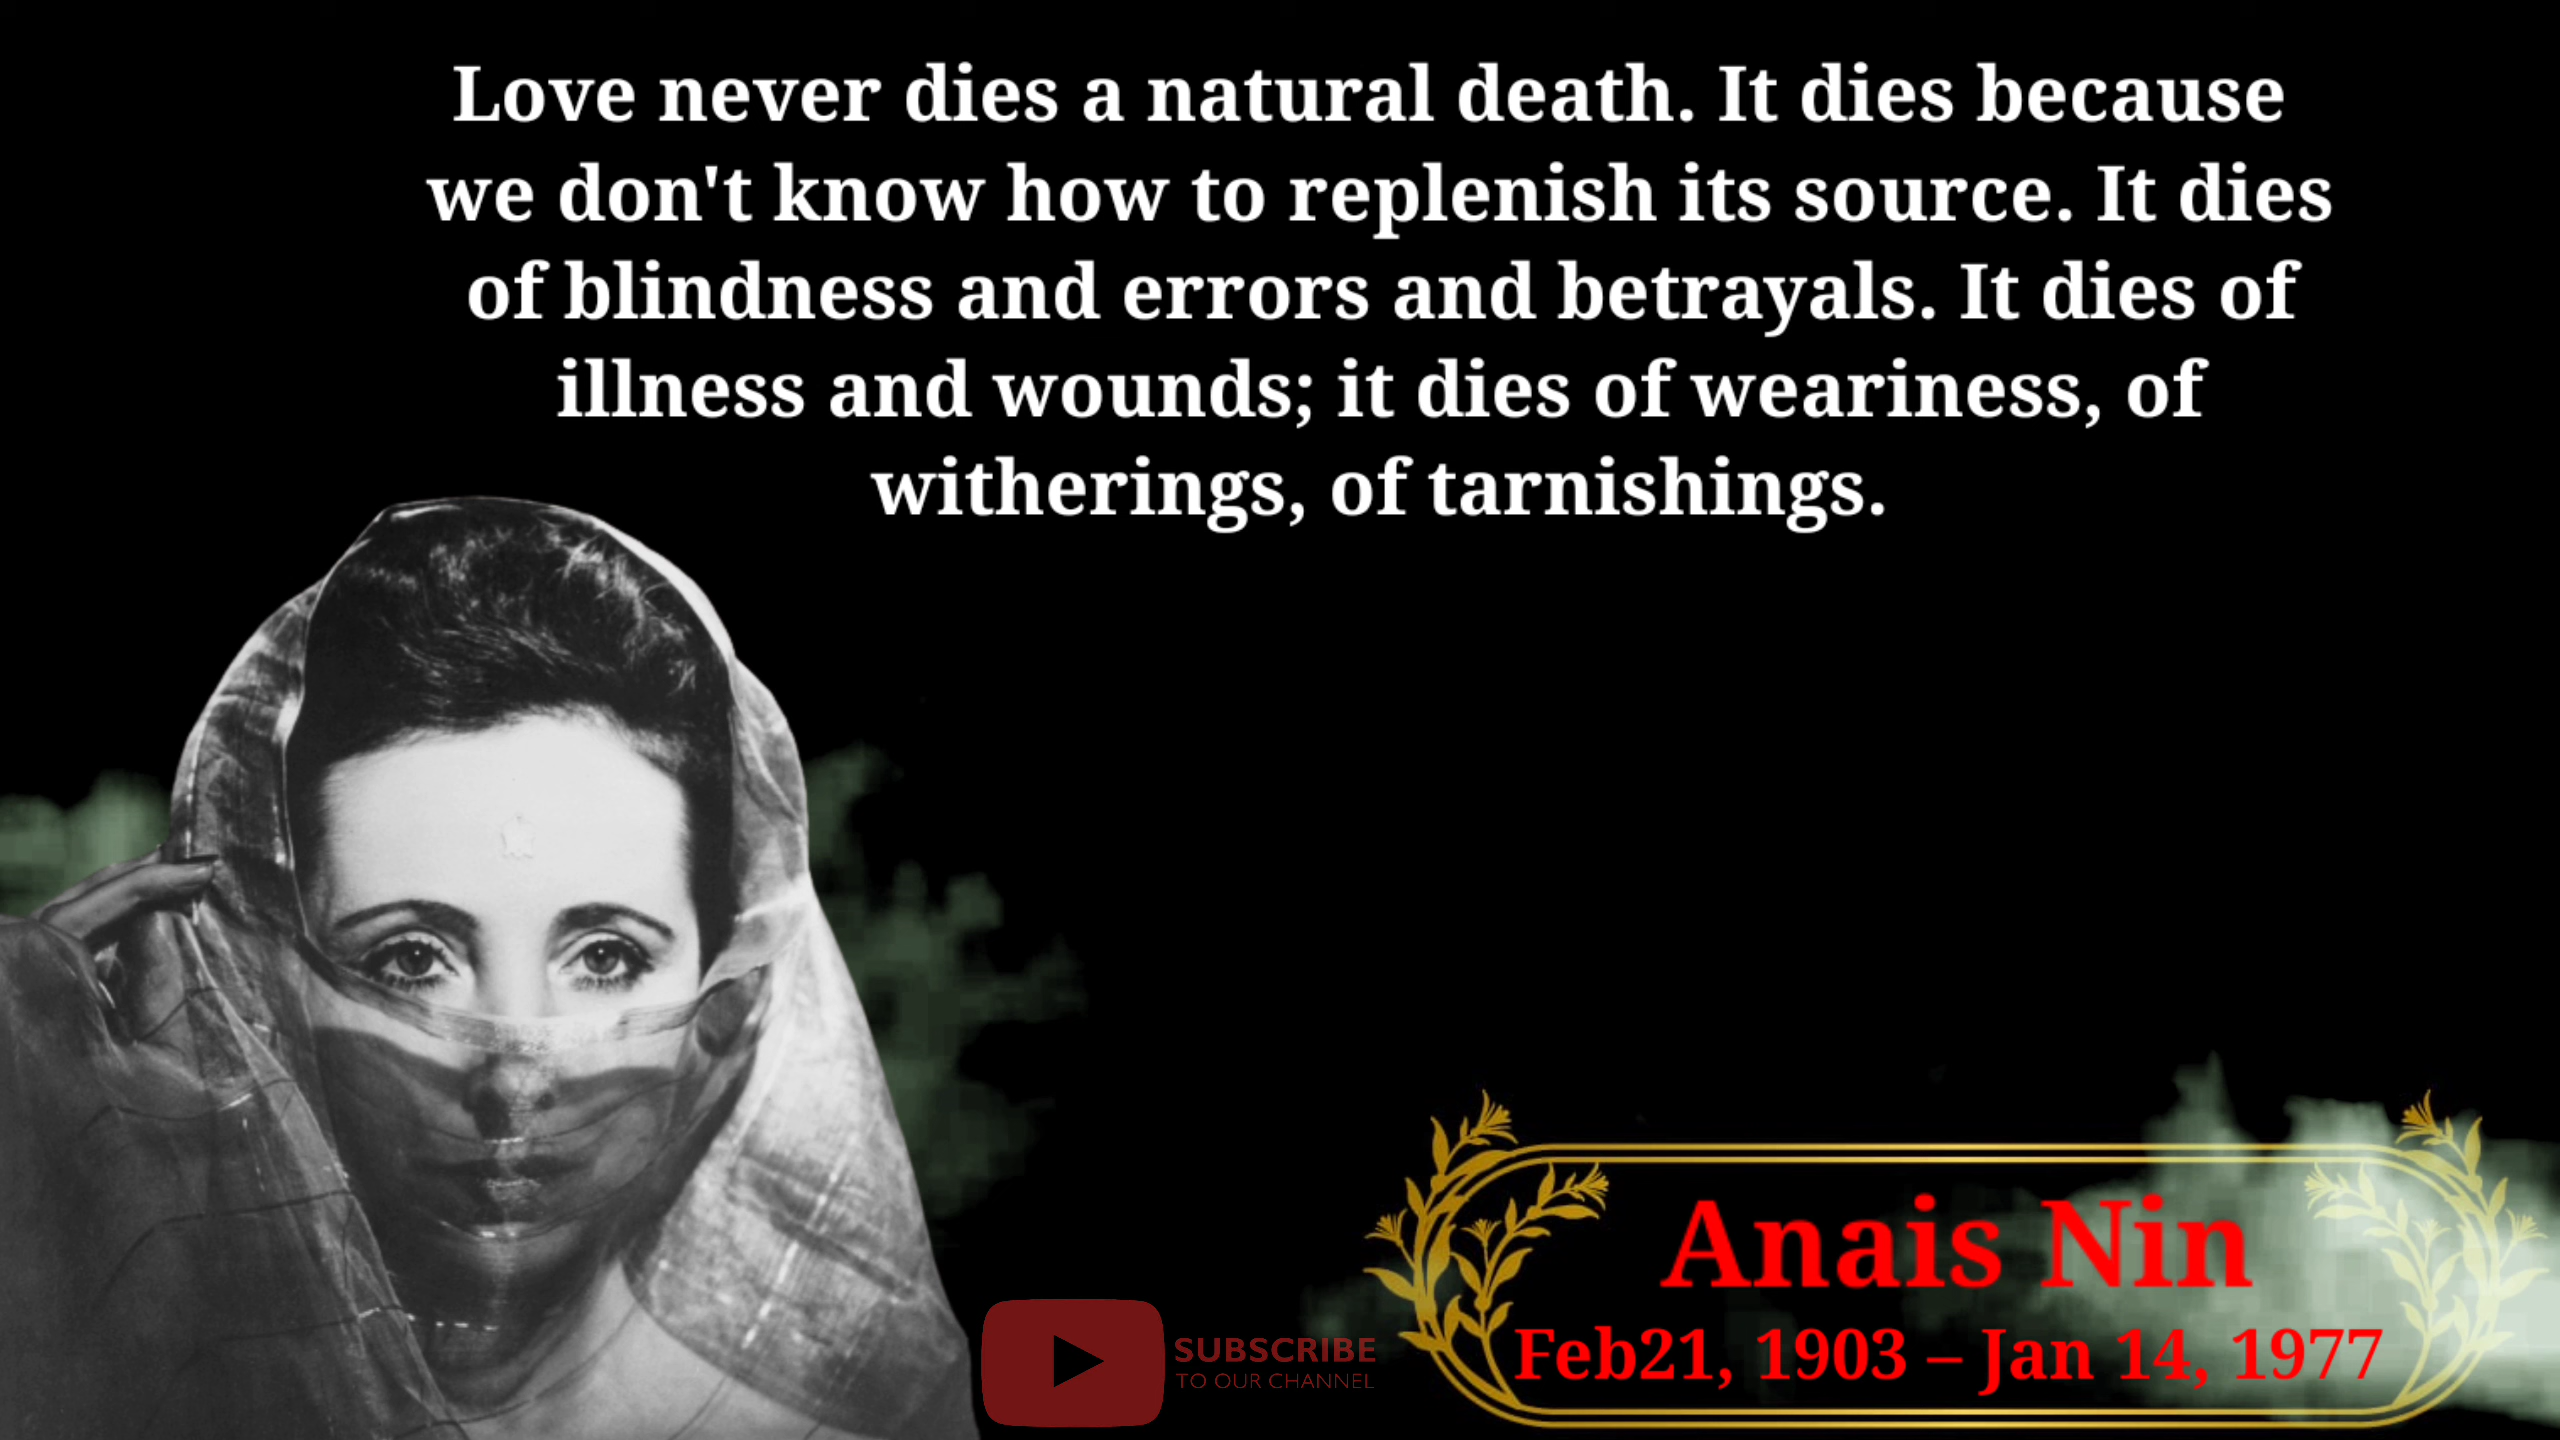 Love never dies a natural death. It dies because
we don't know how to replenish its source. It dies
of blindness and errors and betrayals. It dies of
illness and wounds; it dies of weariness, of
witherings, of tarnishings.
Anais Nin
Feb21, 1903 – Jan 14, 1977
SUBSCRIBE
TO OUR CHANNEL